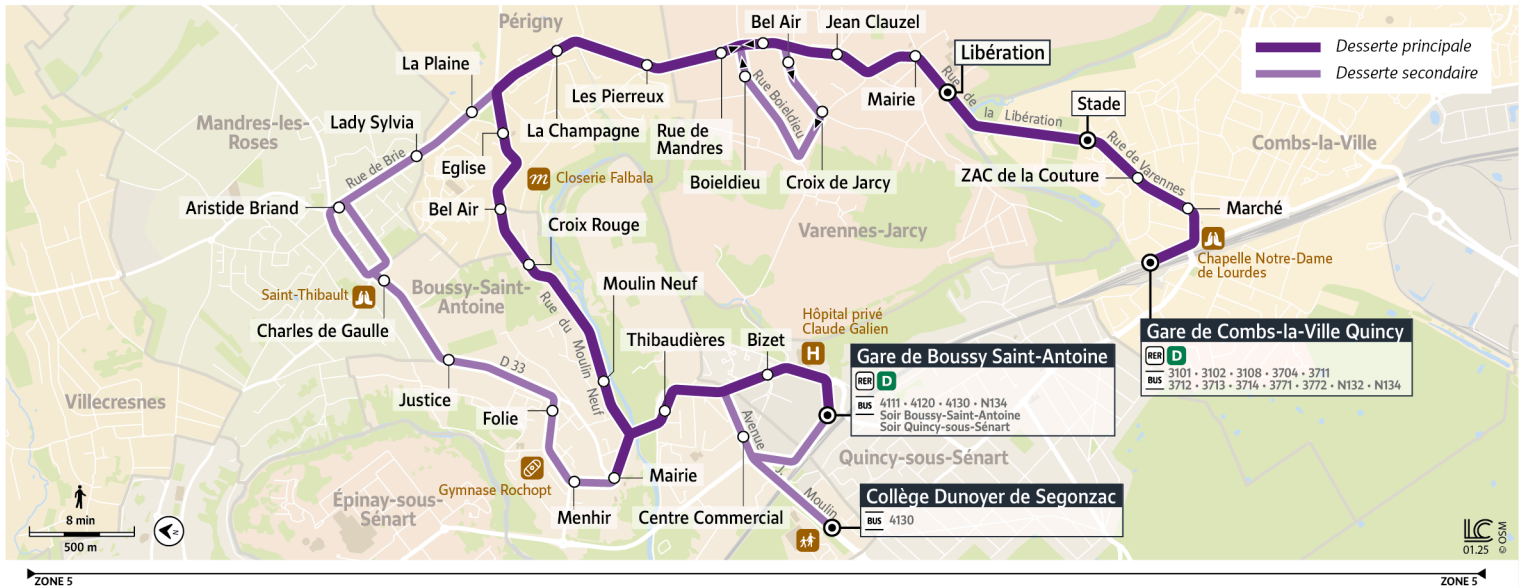 Périgny
Bel Air
Jean Clauzel
Desserte principale
Desserte secondaire
La Plaine
Libération
Les Pierreux
Mairie
Rue de la Libération
Stade
Mandres-les-
Roses
Lady Sylvia
La Champagne
Rue de
Mandres
Rue Boieldieu
Combs-la-Ville
Rue de Brie
Eglise
Closerie Falbala
Boieldieu
Croix de Jarcy
ZAC de la Couture
Rue de Varennes
Aristide Briand
Bel Air
Croix Rouge
Varennes-Jarcy
Marché
Chapelle Notre-Dame
de Lourdes
Saint-Thibault
Boussy-Saint-
Antoine
Moulin Neuf
Charles de Gaulle
Rue du Moulin Neuf
Hôpital privé
Claude Galien
H
Thibaudières
Bizet
Gare de Combs-la-Ville Quincy
RER D
BUS
3101 • 3102 • 3108 • 3704 • 3711
3712 • 3713 • 3714 • 3771 • 3772 • N132 • N134
Gare de Boussy Saint-Antoine
RER D
BUS
4111 • 4120 • 4130 • N134
Soir Boussy-Saint-Antoine
Soir Quincy-sous-Sénart
D 33
Villecresnes
Justice
Folie
Avenue J. Moulin
Quincy-sous-Sénart
Gymnase Rochopt
Mairie
Épinay-sous-
Sénart
Menhir
Centre Commercial
Collège Dunoyer de Segonzac
BUS 4130
8 min
500 m
N
LC
01.25
© OSM
ZONE 5
ZONE 5